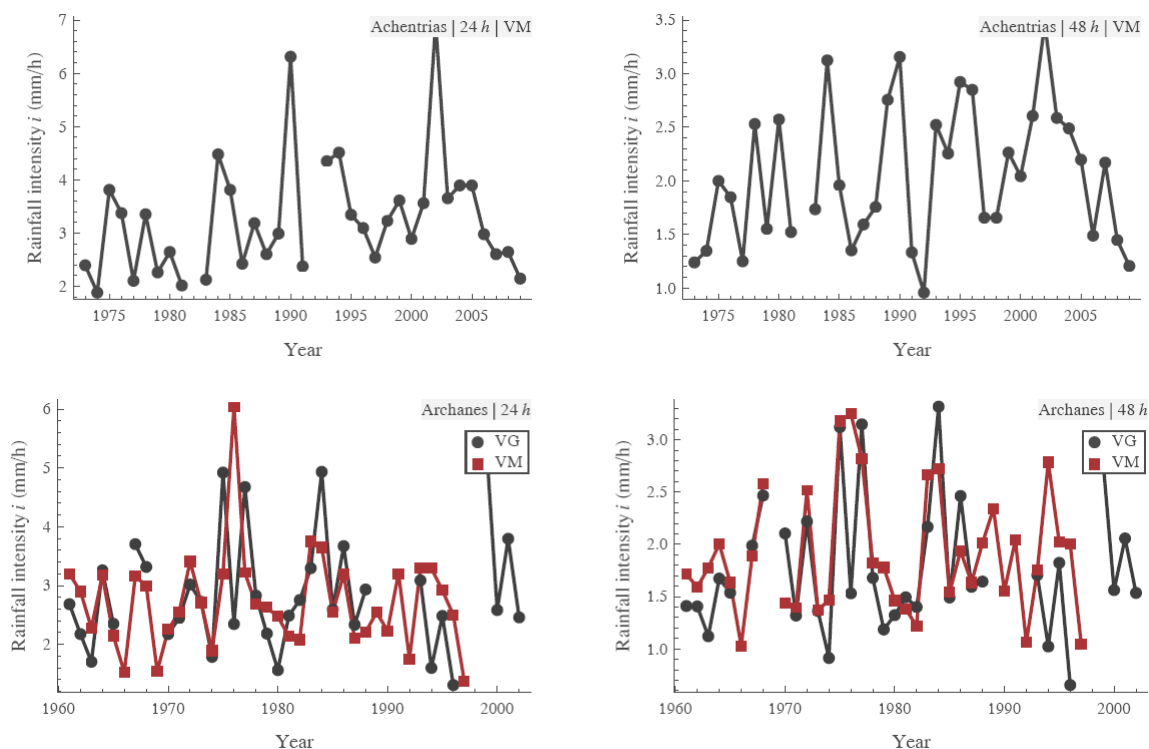 Achentrias | 24 h | VM
Rainfall intensity i (mm/h)
7
6
5
4
3
2
1975 1980 1985 1990 1995 2000 2005
Year
Achentrias | 48 h | VM
Rainfall intensity i (mm/h)
3.5
3.0
2.5
2.0
1.5
1.0
1975 1980 1985 1990 1995 2000 2005
Year
Archanes | 24 h
VG
VM
Rainfall intensity i (mm/h)
6
5
4
3
2
1960 1970 1980 1990 2000
Year
Archanes | 48 h
VG
VM
Rainfall intensity i (mm/h)
3.0
2.5
2.0
1.5
1.0
1960 1970 1980 1990 2000
Year